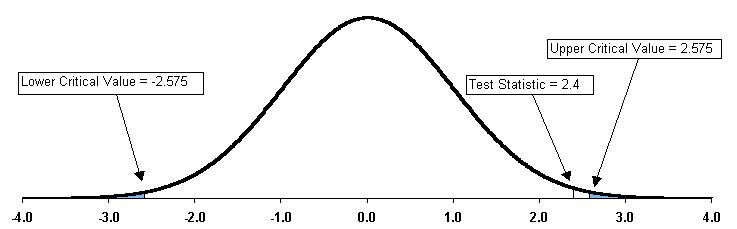 Upper Critical Value = 2.575
Lower Critical Value = -2.575
Test Statistic = 2.4
-4.0 -3.0 -2.0 -1.0 0.0 1.0 2.0 3.0 4.0